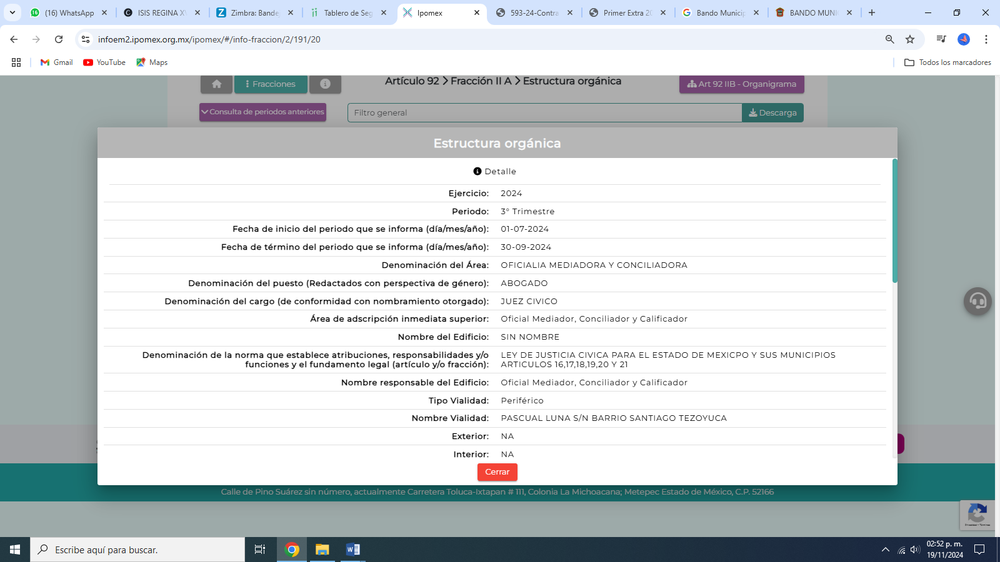 (16) WhatsApp
ISIS REGINA XV
Zimbra: Bande
Tablero de Seg
Ipomex
593-24-Contra
Primer Extra 20
Bando Municip
BANDO MUNI
infoem2.ipomex.org.mx/ipomex/#/info-fraccion/2/191/20
Gmail
YouTube
Maps
Todos los marcadores
Fracciones
Artículo 92 > Fracción II A > Estructura orgánica
Art 92 IIB - Organigrama
Consulta de periodos anteriores
Filtro general
Descarga
Estructura orgánica
Detalle
Ejercicio: 2024
Periodo: 3° Trimestre
Fecha de inicio del periodo que se informa (día/mes/año): 01-07-2024
Fecha de término del periodo que se informa (día/mes/año): 30-09-2024
Denominación del Área: OFICIALIA MEDIADORA Y CONCILIADORA
Denominación del puesto (Redactados con perspectiva de género): ABOGADO
Denominación del cargo (de conformidad con nombramiento otorgado): JUEZ CIVICO
Área de adscripción inmediata superior: Oficial Mediador, Conciliador y Calificador
Nombre del Edificio: SIN NOMBRE
Denominación de la norma que establece atribuciones, responsabilidades y/o
funciones y el fundamento legal (artículo y/o fracción):
LEY DE JUSTICIA CIVICA PARA EL ESTADO DE MEXICPO Y SUS MUNICIPIOS
ARTICULOS 16,17,18,19,20 Y 21
Nombre responsable del Edificio: Oficial Mediador, Conciliador y Calificador
Tipo Vialidad: Periférico
Nombre Vialidad: PASCUAL LUNA S/N BARRIO SANTIAGO TEZOYUCA
Exterior: NA
Interior: NA
Cerrar
Calle de Pino Suárez sin número, actualmente Carretera Toluca-Ixtapan # 111, Colonia La Michoacana; Metepec Estado de México, C.P. 52166
Privacidad - Términos
Escribe aquí para buscar.
02:52 p. m.
19/11/2024